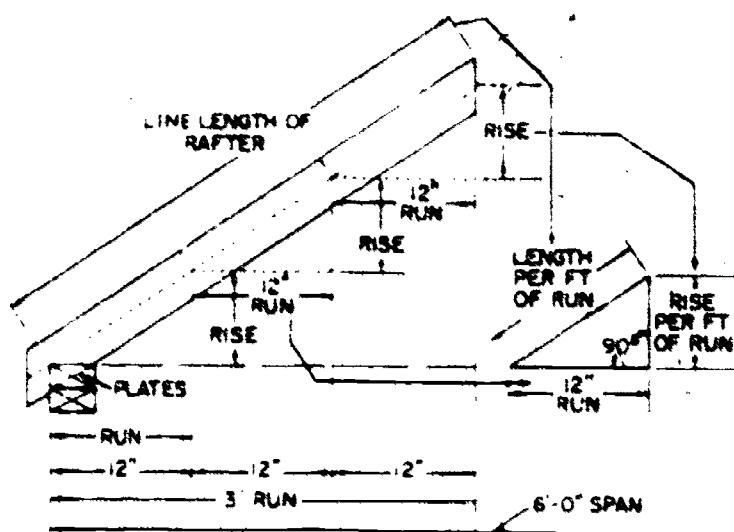 LINE LENGTH OF
RAFTER
RISE
12"
RUN
RISE
12"
RUN
RISE
LENGTH
PER FT
OF RUN
RISE
PER FT
OF RUN
90°
12"
RUN
PLATES
RUN
12" 12" 12"
3' RUN
6'-0" SPAN